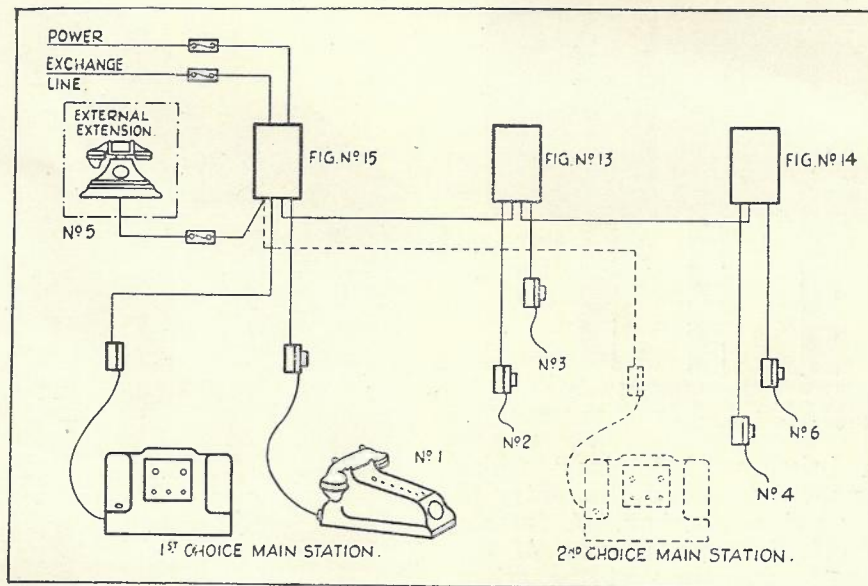 POWER
EXCHANGE
LINE.
EXTERNAL
EXTENSION.
FIG. Nº 15
FIG. Nº 13
FIG. Nº 14
Nº 5
Nº 3
Nº 2
Nº 6
Nº 1
Nº 4
1ST CHOICE MAIN STATION.
2ND CHOICE MAIN STATION.